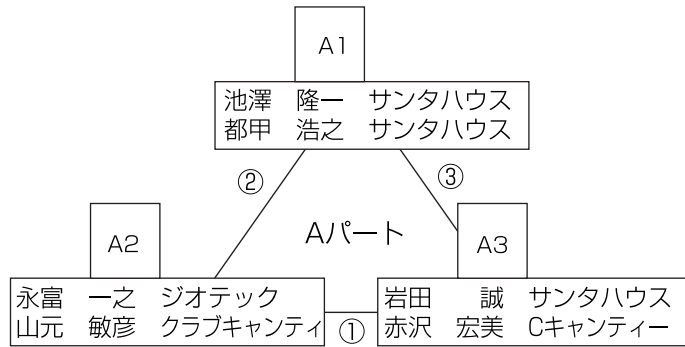 A1
池澤 隆一 サンタハウス
都甲 浩之 サンタハウス
② ③
Aパート
A2
永富 一之 ジオテック
山元 敏彦 クラブキャンティ
①
A3
岩田 誠 サンタハウス
赤沢 宏美 Cキャンティー